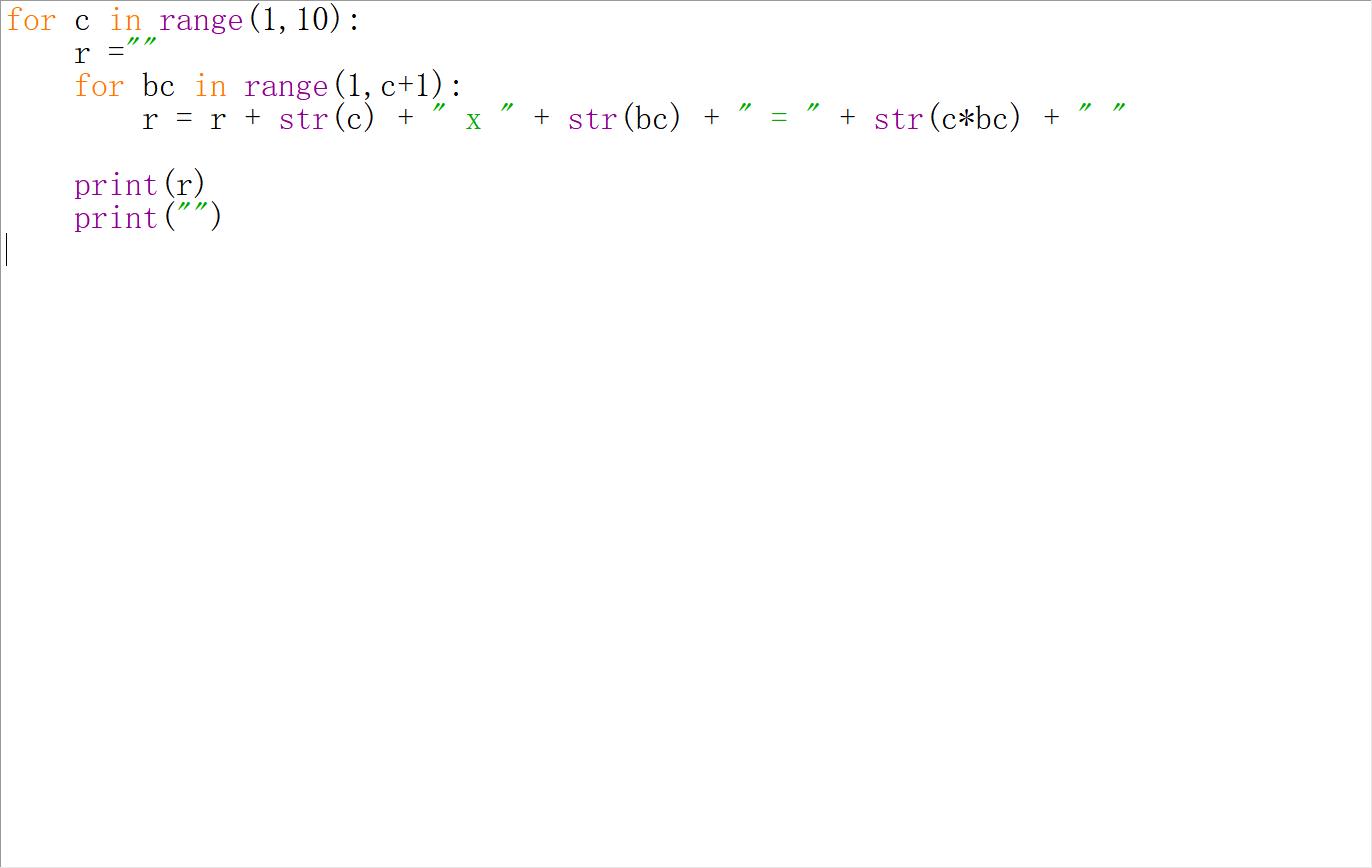 for c in range(1,10):
    r =""
    for bc in range(1,c+1):
        r = r + str(c) + " x " + str(bc) + " = " + str(c*bc) + " "
    print(r)
    print("")